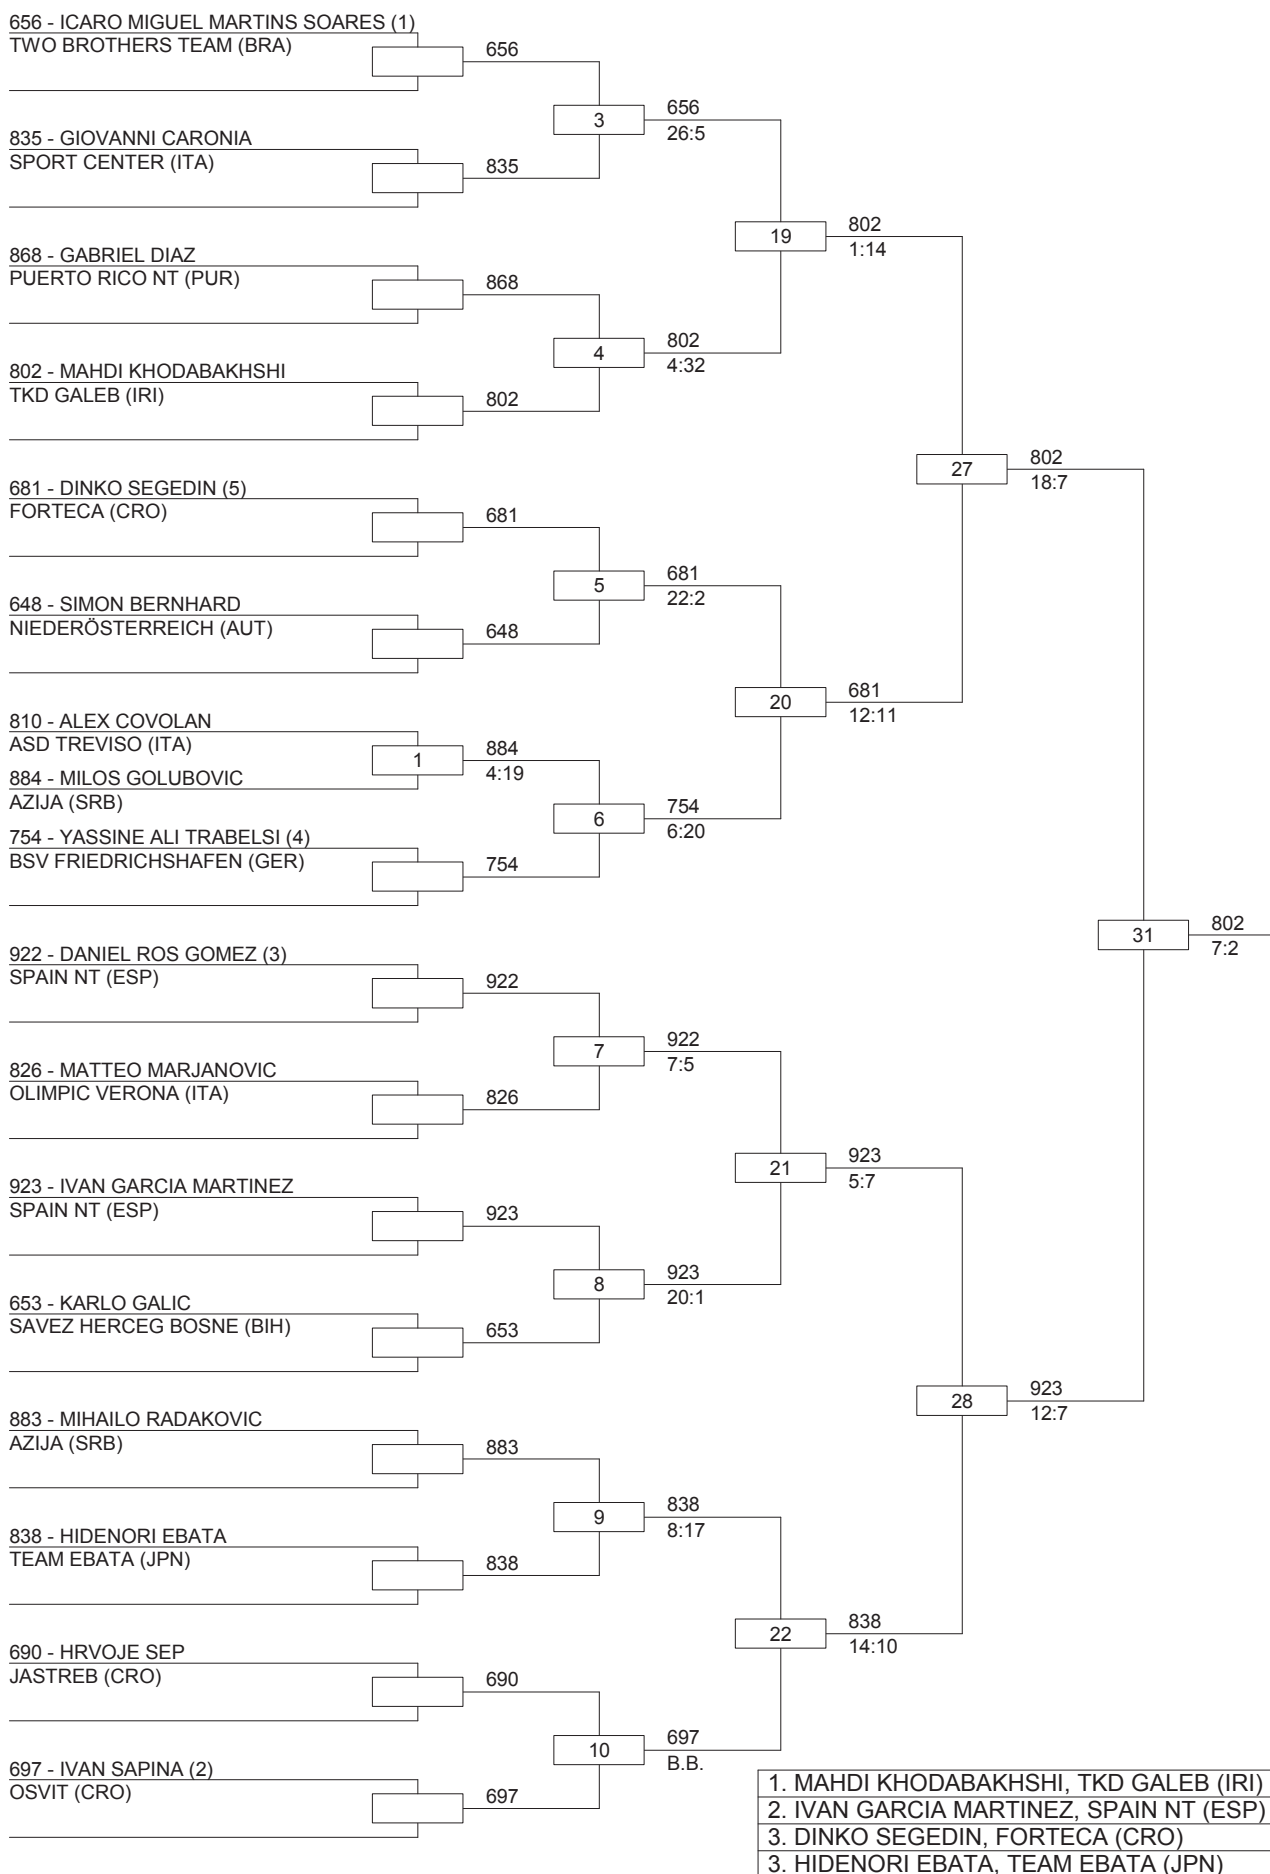 656 - ICARO MIGUEL MARTINS SOARES (1)
TWO BROTHERS TEAM (BRA)
656
3
656
26:5
835 - GIOVANNI CARONIA
SPORT CENTER (ITA)
835
19
802
1:14
868 - GABRIEL DIAZ
PUERTO RICO NT (PUR)
868
4
802
4:32
802 - MAHDI KHODABAKHSHI
TKD GALEB (IRI)
802
27
802
18:7
681 - DINKO SEGEDIN (5)
FORTECA (CRO)
681
5
681
22:2
648 - SIMON BERNHARD
NIEDERÖSTERREICH (AUT)
648
20
681
12:11
810 - ALEX COVOLAN
ASD TREVISO (ITA)
1
884
4:19
884 - MILOS GOLUBOVIC
AZIJA (SRB)
6
754
6:20
754 - YASSINE ALI TRABELSI (4)
BSV FRIEDRICHSHAFEN (GER)
754
31
802
7:2
922 - DANIEL ROS GOMEZ (3)
SPAIN NT (ESP)
922
7
922
7:5
826 - MATTEO MARJANOVIC
OLIMPIC VERONA (ITA)
826
21
923
5:7
923 - IVAN GARCIA MARTINEZ
SPAIN NT (ESP)
923
8
923
20:1
653 - KARLO GALIC
SAVEZ HERCEG BOSNE (BIH)
653
28
923
12:7
883 - MIHAILO RADAKOVIC
AZIJA (SRB)
883
9
838
8:17
838 - HIDENORI EBATA
TEAM EBATA (JPN)
838
22
838
14:10
690 - HRVOJE SEP
JASTREB (CRO)
690
10
697
B.B.
697 - IVAN SAPINA (2)
OSVIT (CRO)
697
1. MAHDI KHODABAKHSHI, TKD GALEB (IRI)
2. IVAN GARCIA MARTINEZ, SPAIN NT (ESP)
3. DINKO SEGEDIN, FORTECA (CRO)
3. HIDENORI EBATA, TEAM EBATA (JPN)